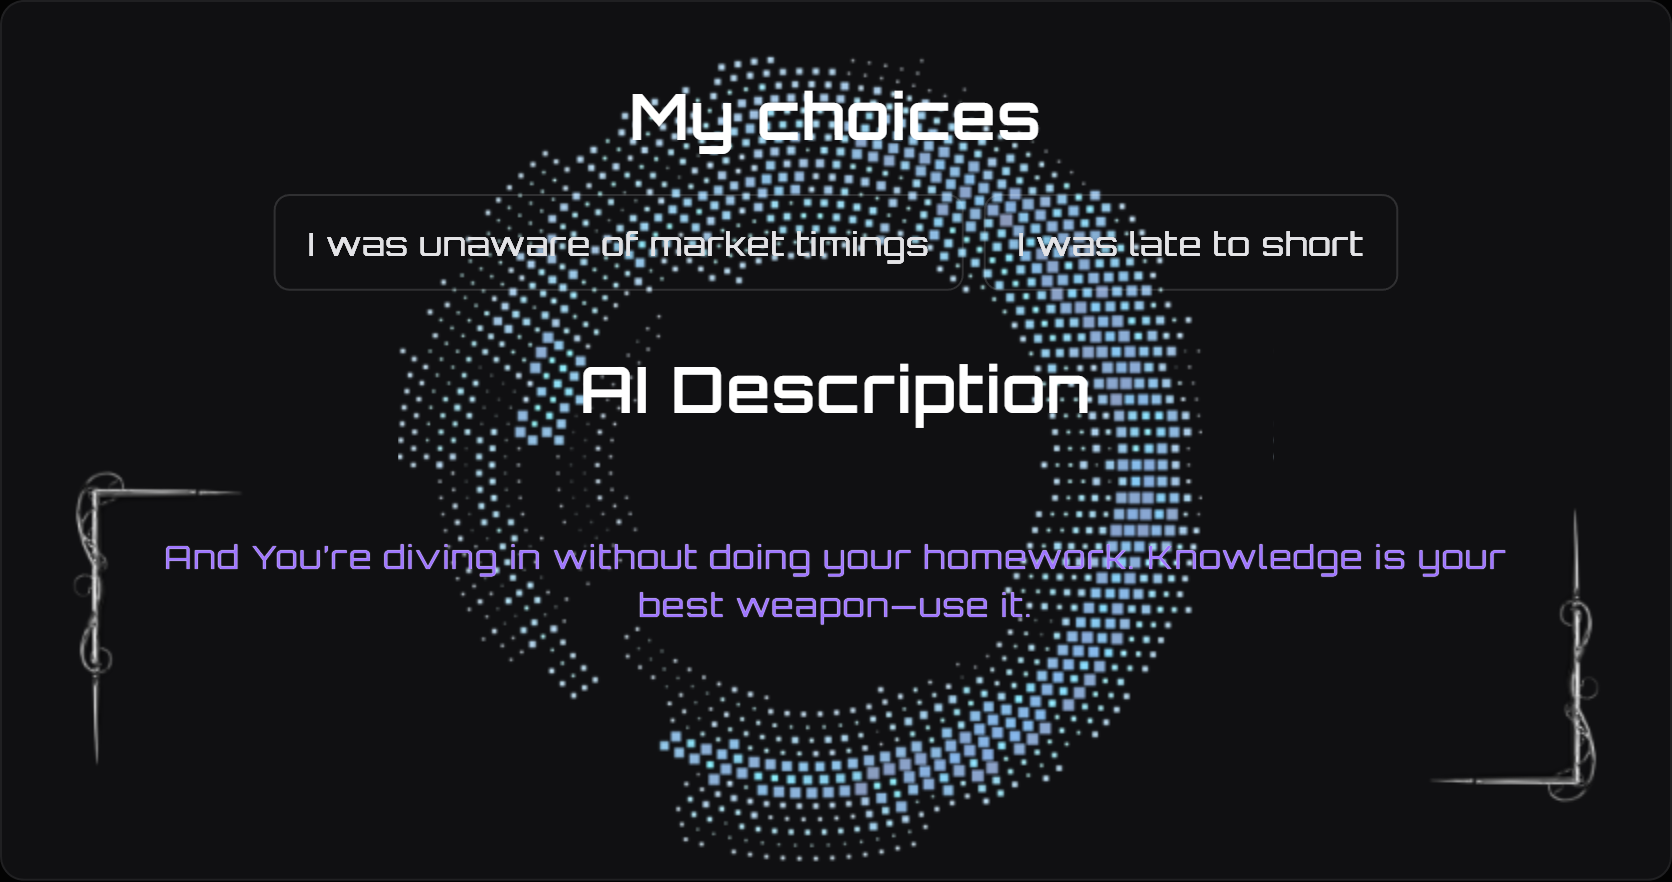 My choices
I was unaware of market timings
I was late to short
AI Description
And You're diving in without doing your homework. Knowledge is your
best weapon—use it.